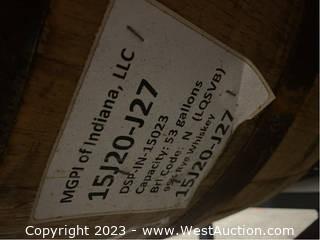 MGPI of Indiana, LLC
15J20-J27
DSP-IN-15023
Capacity: 53 gallons
Brl Code: N (LQSVB)
95% Rye Whiskey
15J20-J27
Copyright 2023 - www.WestAuction.com